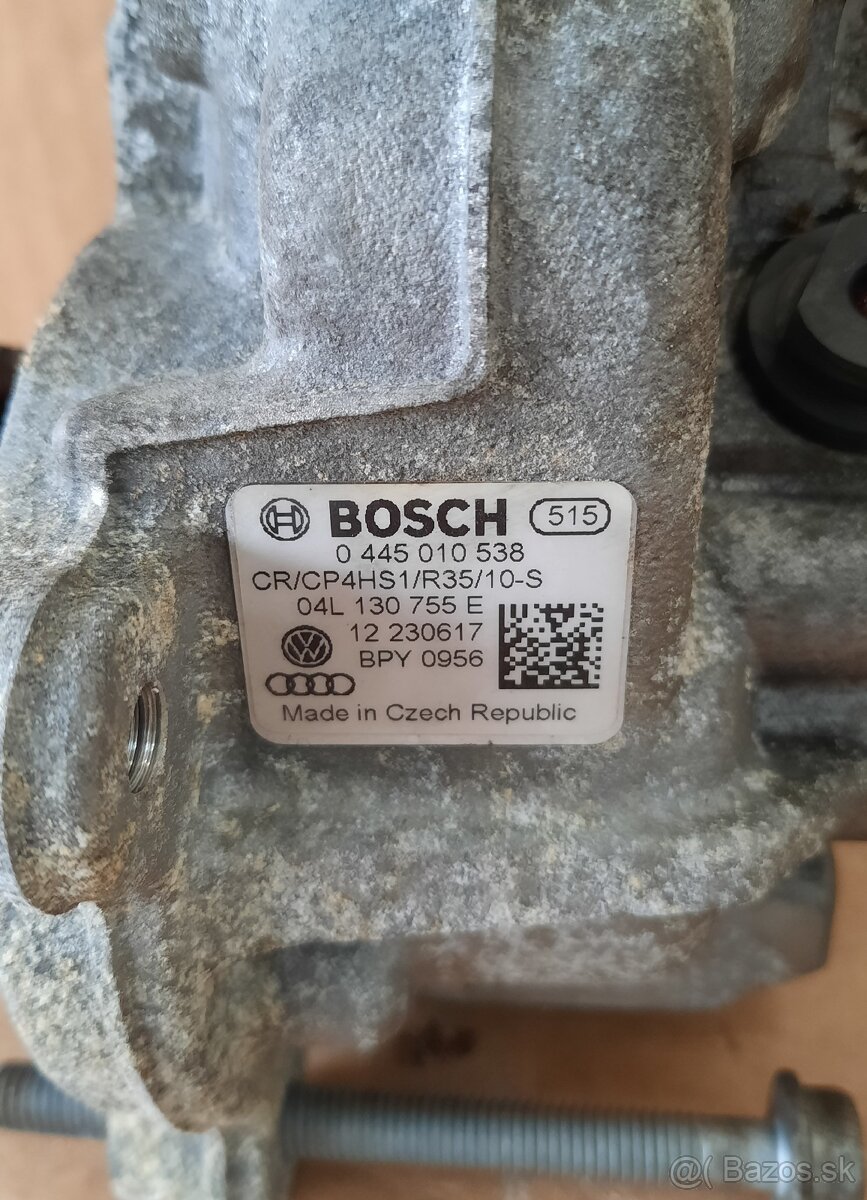 BOSCH 515
0 445 010 538
CR/CP4HS1/R35/10-S
04L 130 755 E
12 230617
BPY 0956
Made in Czech Republic
@( Bazos.sk